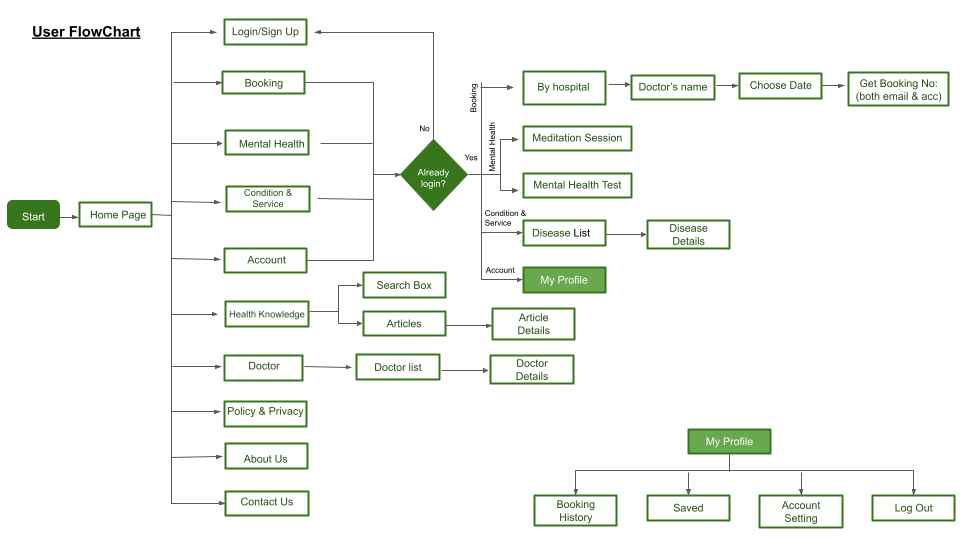 User FlowChart
Login/Sign Up
Booking
Mental Health
Condition &
Service
Start
Home Page
Account
Health Knowledge
Search Box
Articles
Article
Details
Doctor
Doctor list
Doctor
Details
Policy & Privacy
About Us
Contact Us
No
Already
login?
Yes
Booking
By hospital
Doctor's name
Choose Date
Get Booking No:
(both email & acc)
Mental Health
Meditation Session
Mental Health Test
Condition &
Service
Disease List
Disease
Details
Account
My Profile
My Profile
Booking
History
Saved
Account
Setting
Log Out